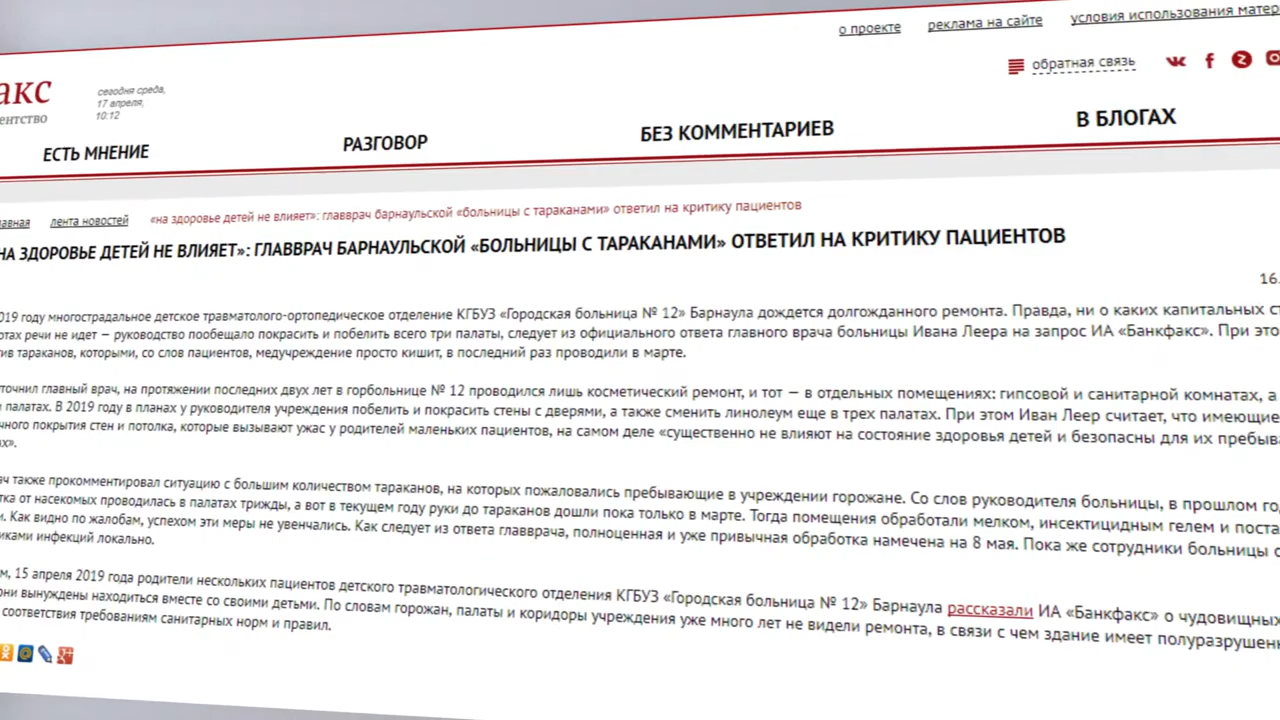 о проекте реклама на сайте условия использования матер
обратная связь
акс
ентство
сегодня среда,
17 апреля,
10:12
ЕСТЬ МНЕНИЕ РАЗГОВОР БЕЗ КОММЕНТАРИЕВ В БЛОГАХ
авная лента новостей «на здоровье детей не влияет»: главврач барнаульской «больницы с тараканами» ответил на критику пациентов
НА ЗДОРОВЬЕ ДЕТЕЙ НЕ ВЛИЯЕТ»: ГЛАВВРАЧ БАРНАУЛЬСКОЙ «БОЛЬНИЦЫ С ТАРАКАНАМИ» ОТВЕТИЛ НА КРИТИКУ ПАЦИЕНТОВ
16.
019 году многострадальное детское травматолого-ортопедическое отделение КГБУЗ «Городская больница № 12» Барнаула дождется долгожданного ремонта. Правда, ни о каких капитальных ст
отах речи не идет — руководство пообещало покрасить и побелить всего три палаты, следует из официального ответа главного врача больницы Ивана Леера на запрос ИА «Банкфакс». При это
тив тараканов, которыми, со слов пациентов, медучреждение просто кишит, в последний раз проводили в марте.
точнил главный врач, на протяжении последних двух лет в горбольнице № 12 проводился лишь косметический ремонт, и тот — в отдельных помещениях: гипсовой и санитарной комнатах, а
палатах. В 2019 году в планах у руководителя учреждения побелить и покрасить стены с дверями, а также сменить линолеум еще в трех палатах. При этом Иван Леер считает, что имеющие
чного покрытия стен и потолка, которые вызывают ужас у родителей маленьких пациентов, на самом деле «существенно не влияют на состояние здоровья детей и безопасны для их пребыва
ах».
ач также прокомментировал ситуацию с большим количеством тараканов, на которых пожаловались пребывающие в учреждении горожане. Со слов руководителя больницы, в прошлом го
тка от насекомых проводилась в палатах трижды, а вот в текущем году руки до тараканов дошли пока только в марте. Тогда помещения обработали мелком, инсектицидным гелем и поста
и. Как видно по жалобам, успехом эти меры не увенчались. Как следует из ответа главврача, полноценная и уже привычная обработка намечена на 8 мая. Пока же сотрудники больницы с
иками инфекций локально.
м, 15 апреля 2019 года родители нескольких пациентов детского травматологического отделения КГБУЗ «Городская больница № 12» Барнаула рассказали ИА «Банкфакс» о чудовищных
они вынуждены находиться вместе со своими детьми. По словам горожан, палаты и коридоры учреждения уже много лет не видели ремонта, в связи с чем здание имеет полуразрушен
соответствия требованиям санитарных норм и правил.